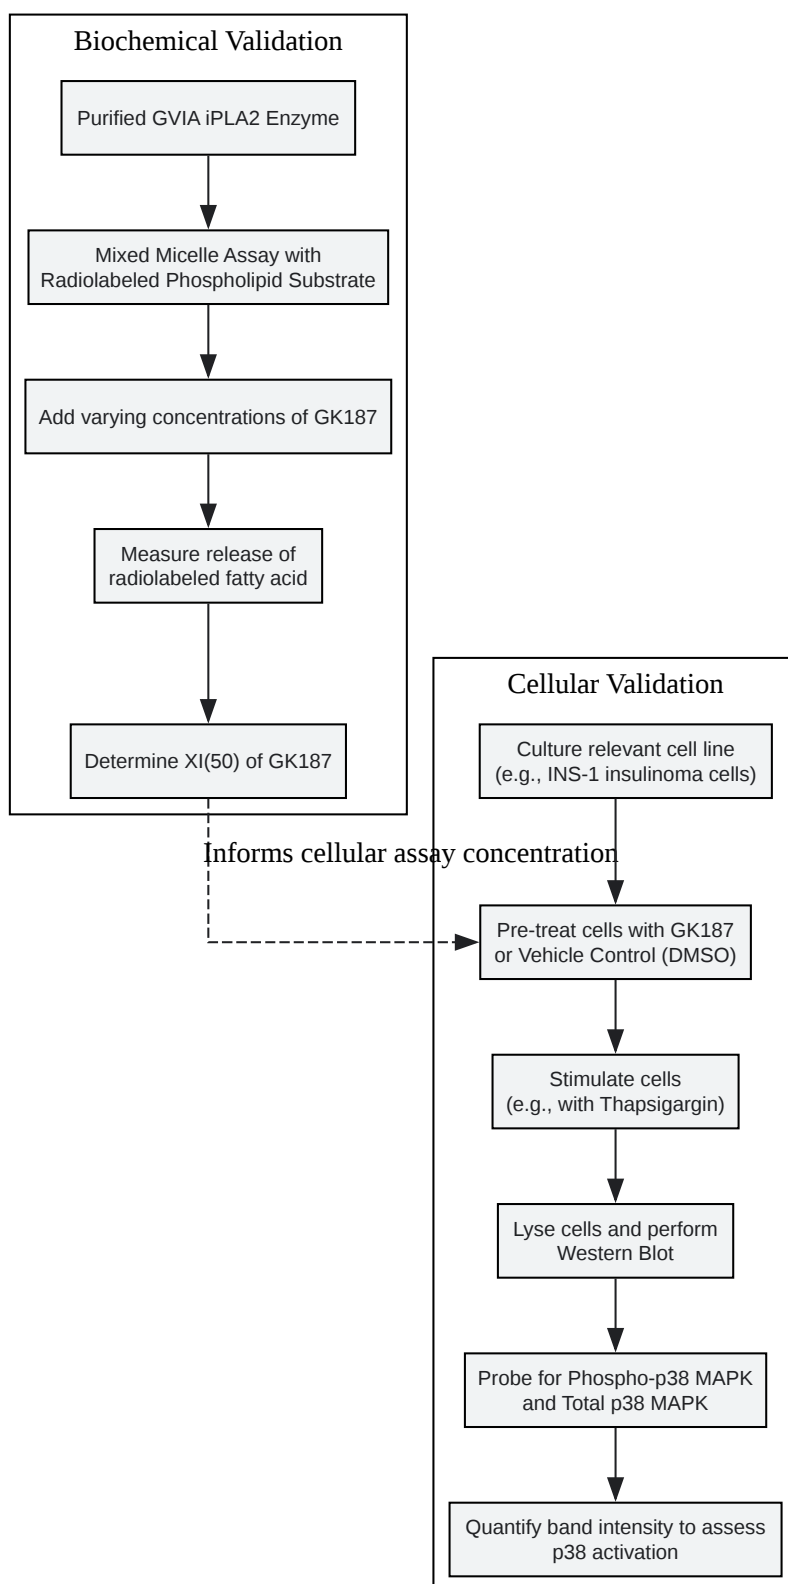 Biochemical Validation
Purified GVIA iPLA2 Enzyme
Mixed Micelle Assay with
Radiolabeled Phospholipid Substrate
Add varying concentrations of GK187
Measure release of
radiolabeled fatty acid
Determine XI(50) of GK187
Informs cellular assay concentration
Cellular Validation
Culture relevant cell line
(e.g., INS-1 insulinoma cells)
Pre-treat cells with GK187
or Vehicle Control (DMSO)
Stimulate cells
(e.g., with Thapsigargin)
Lyse cells and perform
Western Blot
Probe for Phospho-p38 MAPK
and Total p38 MAPK
Quantify band intensity to assess
p38 activation